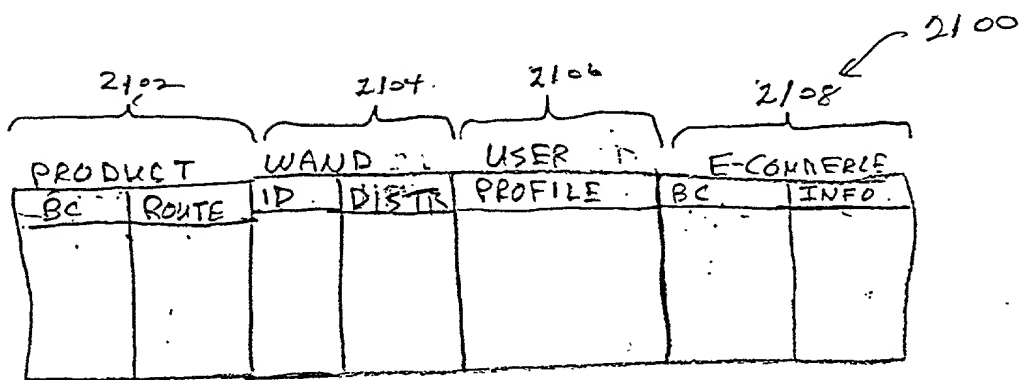 2100
2102 2104 2106 2108
PRODUCT WAND USER E-COMMERCE
BC ROUTE ID DISTR PROFILE BC INFO